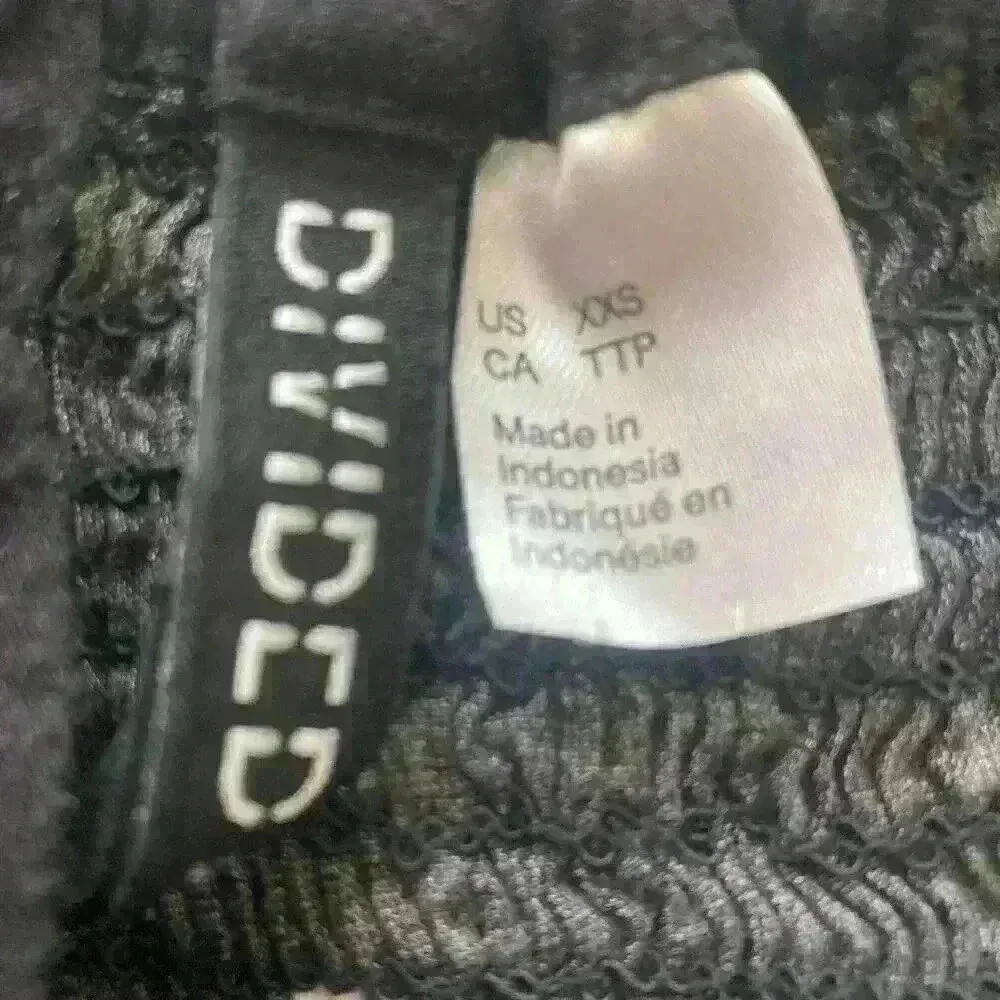 DIVIDED
US XXS
CA TTP
Made in
Indonesia
Fabriqué en
Indonésie